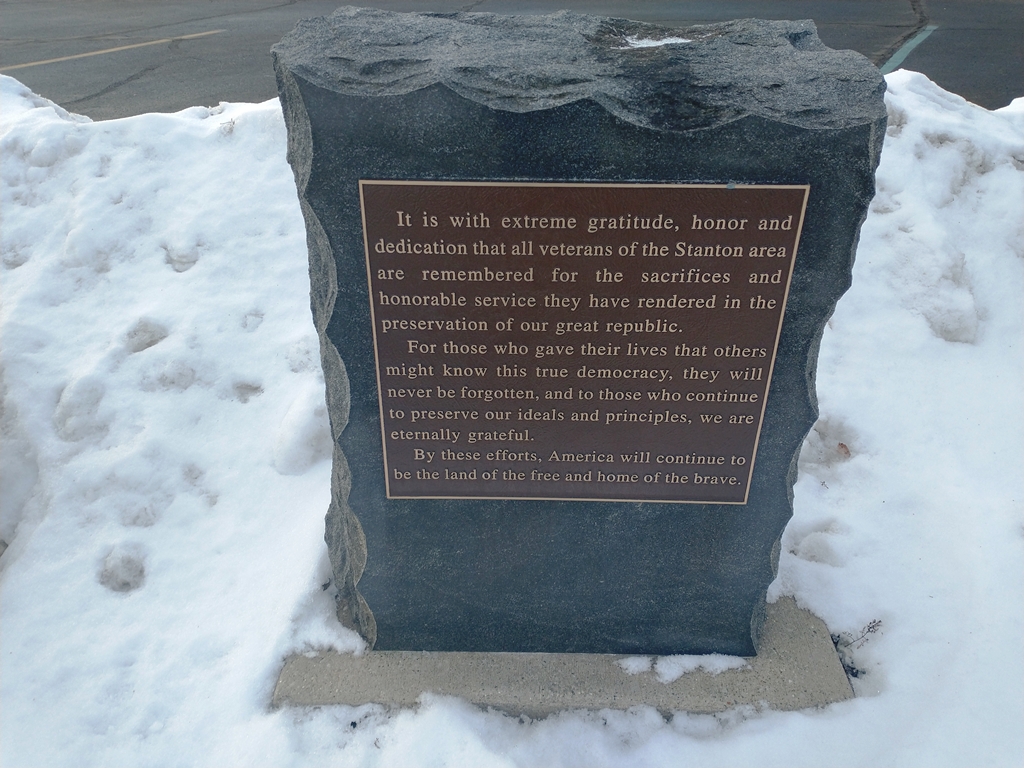 It is with extreme gratitude, honor and
dedication that all veterans of the Stanton area
are remembered for the sacrifices and
honorable service they have rendered in the
preservation of our great republic.
For those who gave their lives that others
might know this true democracy, they will
never be forgotten, and to those who continue
to preserve our ideals and principles, we are
eternally grateful.
By these efforts, America will continue to
be the land of the free and home of the brave.